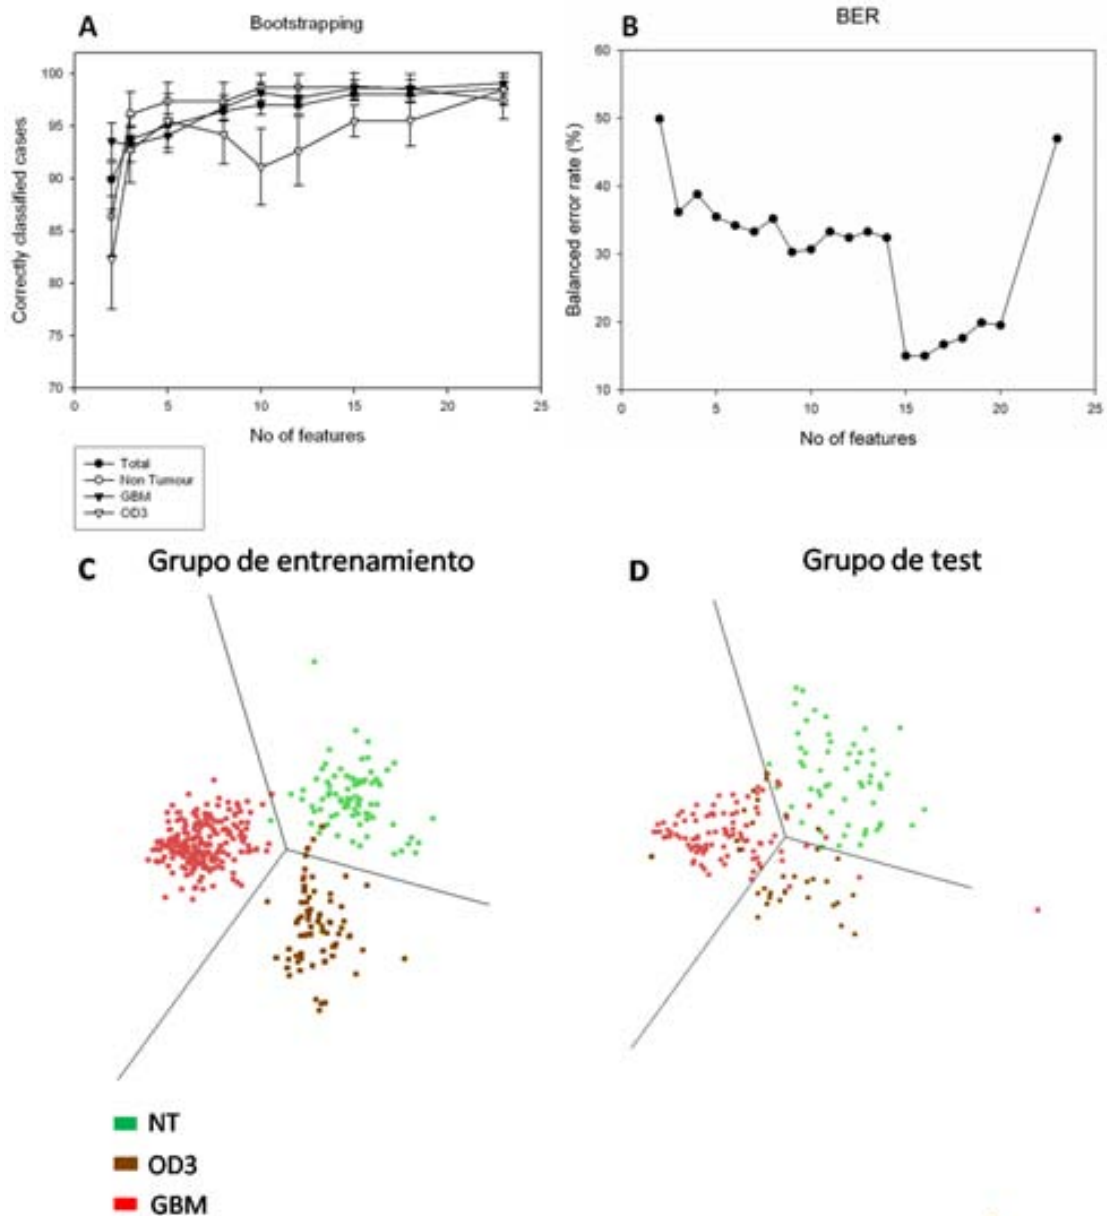 A
Bootstrapping
Correctly classified cases
100
95
90
85
80
75
70
0
5
10
15
20
25
No of features
Total
Non Tumour
GBM
OD3
B
BER
Balanced error rate (%)
60
50
40
30
20
10
0
5
10
15
20
25
No of features
C
Grupo de entrenamiento
D
Grupo de test
NT
OD3
GBM